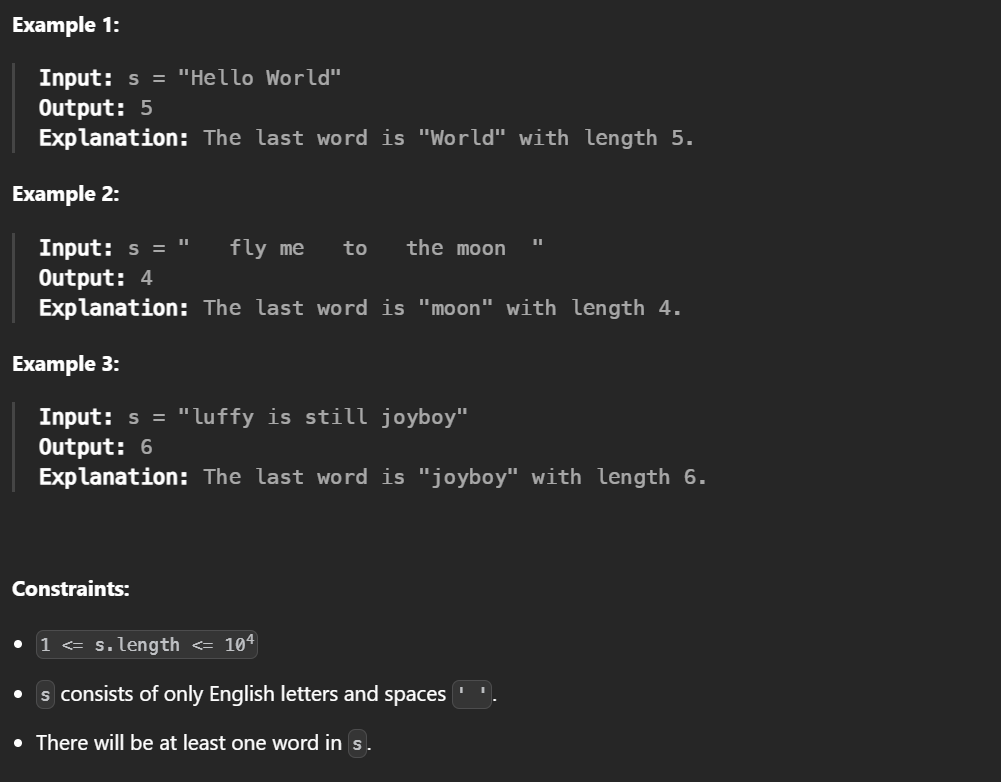 Example 1:
Input: s = "Hello World"
Output: 5
Explanation: The last word is "World" with length 5.
Example 2:
Input: s = "   fly me   to   the moon  "
Output: 4
Explanation: The last word is "moon" with length 4.
Example 3:
Input: s = "luffy is still joyboy"
Output: 6
Explanation: The last word is "joyboy" with length 6.
Constraints:
• 1 <= s.length <= 10⁴
• s consists of only English letters and spaces ' '.
• There will be at least one word in s.